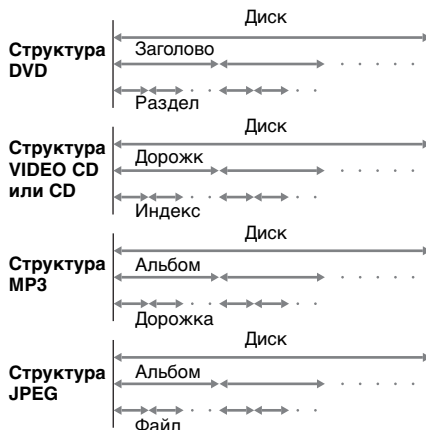 Диск
Структура
DVD
Заголово
Раздел
Диск
Структура
VIDEO CD
или CD
Дорожк
Индекс
Диск
Структура
MP3
Альбом
Дорожка
Диск
Структура
JPEG
Альбом
Файл